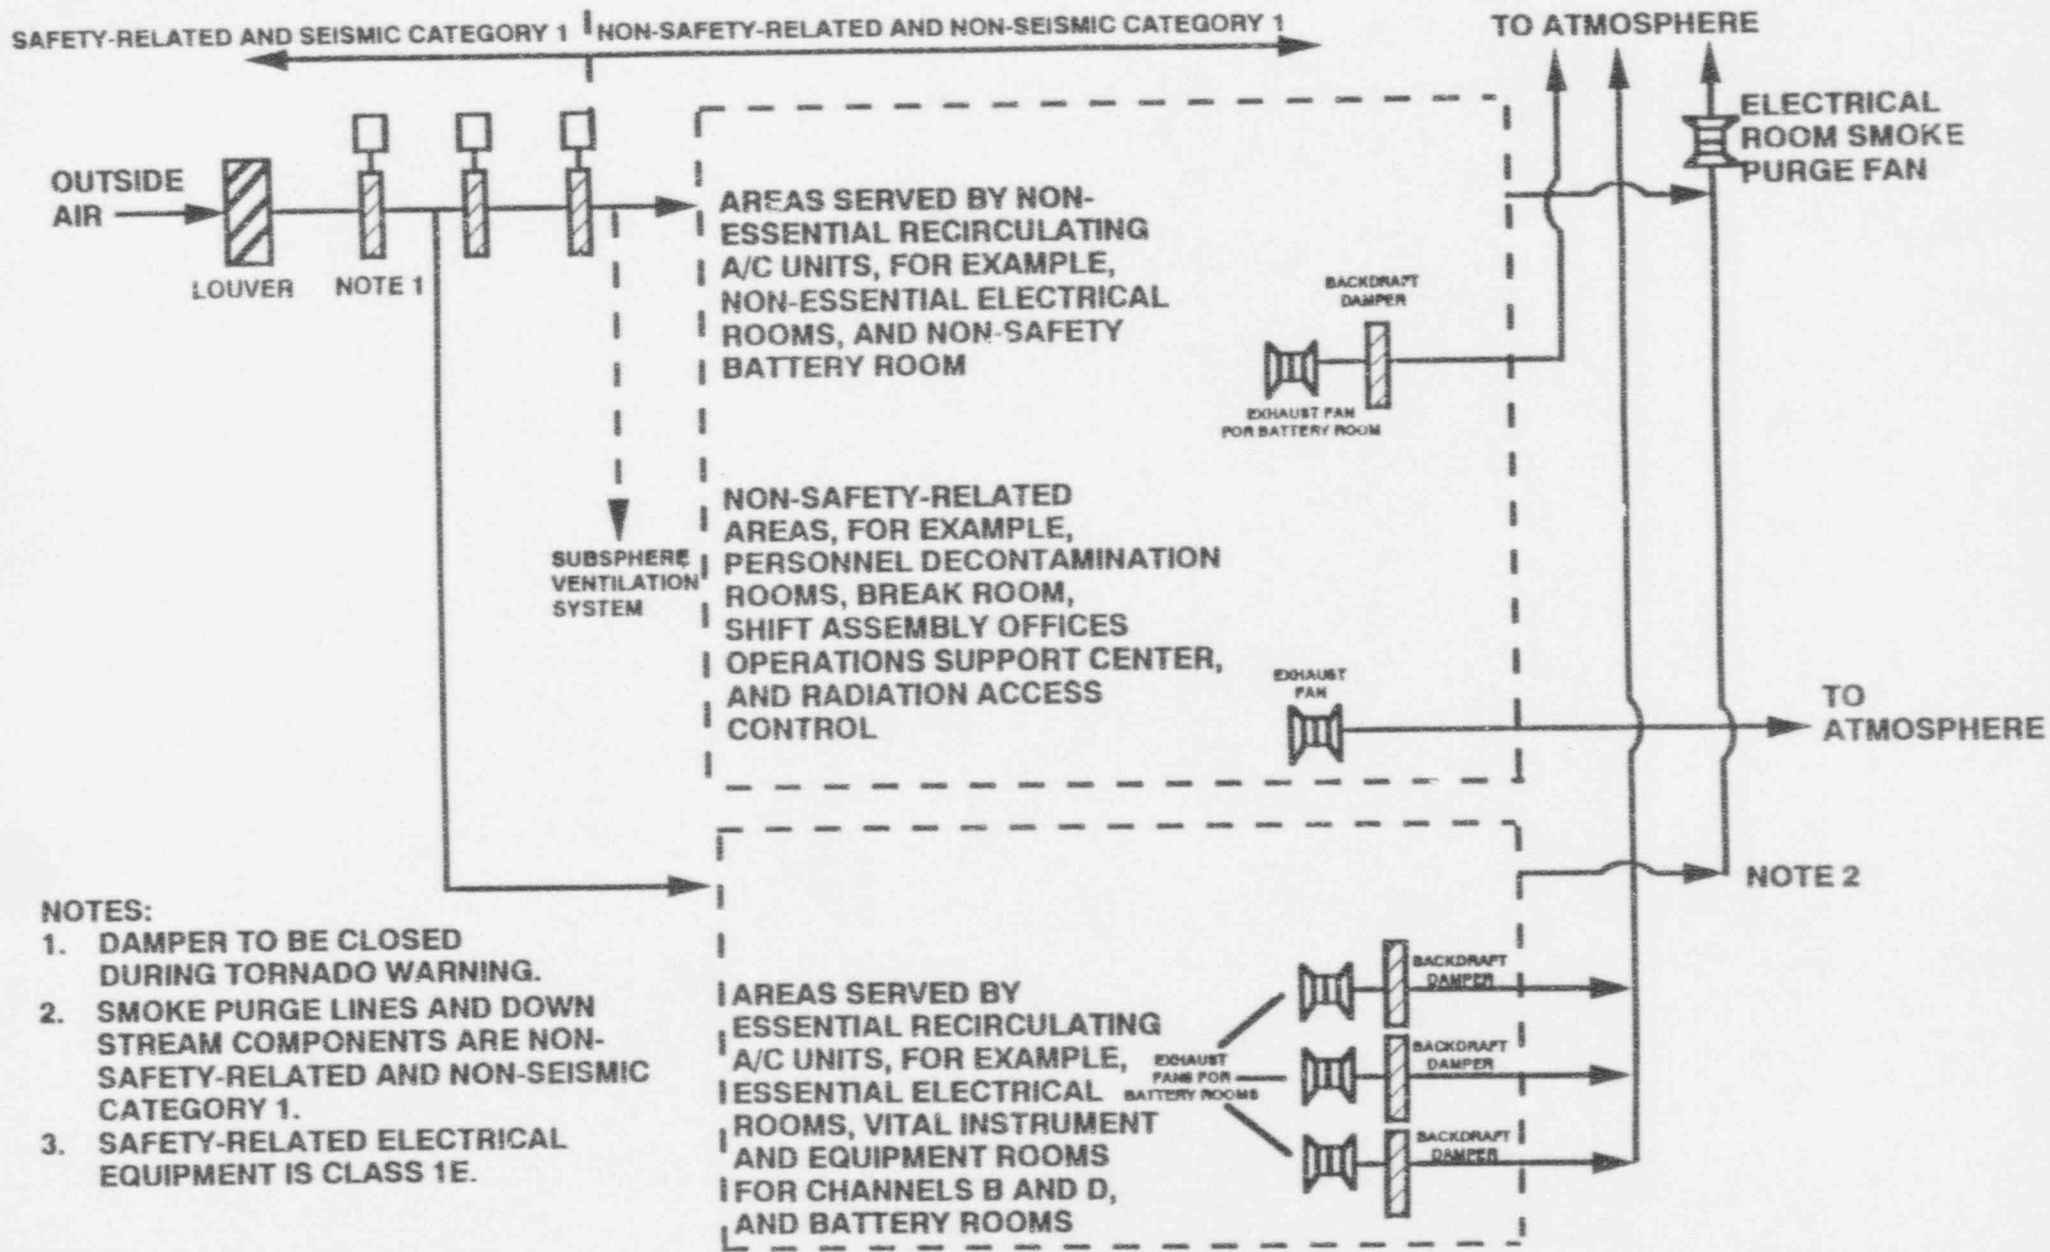 SAFETY-RELATED AND SEISMIC CATEGORY 1
NON-SAFETY-RELATED AND NON-SEISMIC CATEGORY 1
TO ATMOSPHERE
ELECTRICAL
ROOM SMOKE
PURGE FAN
OUTSIDE
AIR
LOUVER
NOTE 1
AREAS SERVED BY NON-
ESSENTIAL RECIRCULATING
A/C UNITS, FOR EXAMPLE,
NON-ESSENTIAL ELECTRICAL
ROOMS, AND NON-SAFETY
BATTERY ROOM
BACKDRAFT
DAMPER
EXHAUST FAN
FOR BATTERY ROOM
SUBSPHERE
VENTILATION
SYSTEM
NON-SAFETY-RELATED
AREAS, FOR EXAMPLE,
PERSONNEL DECONTAMINATION
ROOMS, BREAK ROOM,
SHIFT ASSEMBLY OFFICES
OPERATIONS SUPPORT CENTER,
AND RADIATION ACCESS
CONTROL
EXHAUST
FAN
TO
ATMOSPHERE
NOTE 2
NOTES:
1. DAMPER TO BE CLOSED
DURING TORNADO WARNING.
2. SMOKE PURGE LINES AND DOWN
STREAM COMPONENTS ARE NON-
SAFETY-RELATED AND NON-SEISMIC
CATEGORY 1.
3. SAFETY-RELATED ELECTRICAL
EQUIPMENT IS CLASS 1E.
AREAS SERVED BY
ESSENTIAL RECIRCULATING
A/C UNITS, FOR EXAMPLE,
ESSENTIAL ELECTRICAL
ROOMS, VITAL INSTRUMENT
AND EQUIPMENT ROOMS
FOR CHANNELS B AND D,
AND BATTERY ROOMS
EXHAUST
FANS FOR
BATTERY ROOMS
BACKDRAFT
DAMPER
BACKDRAFT
DAMPER
BACKDRAFT
DAMPER